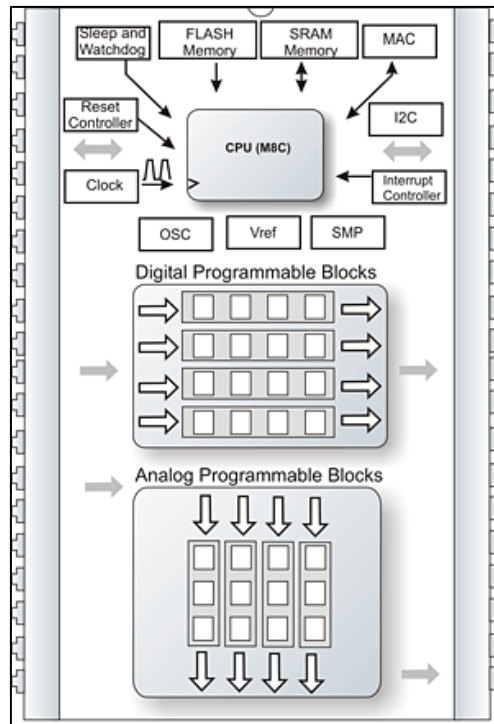 Sleep and
Watchdog
FLASH
Memory
SRAM
Memory
MAC
Reset
Controller
I2C
CPU (M8C)
Clock
Interrupt
Controller
OSC
Vref
SMP
Digital Programmable Blocks
Analog Programmable Blocks